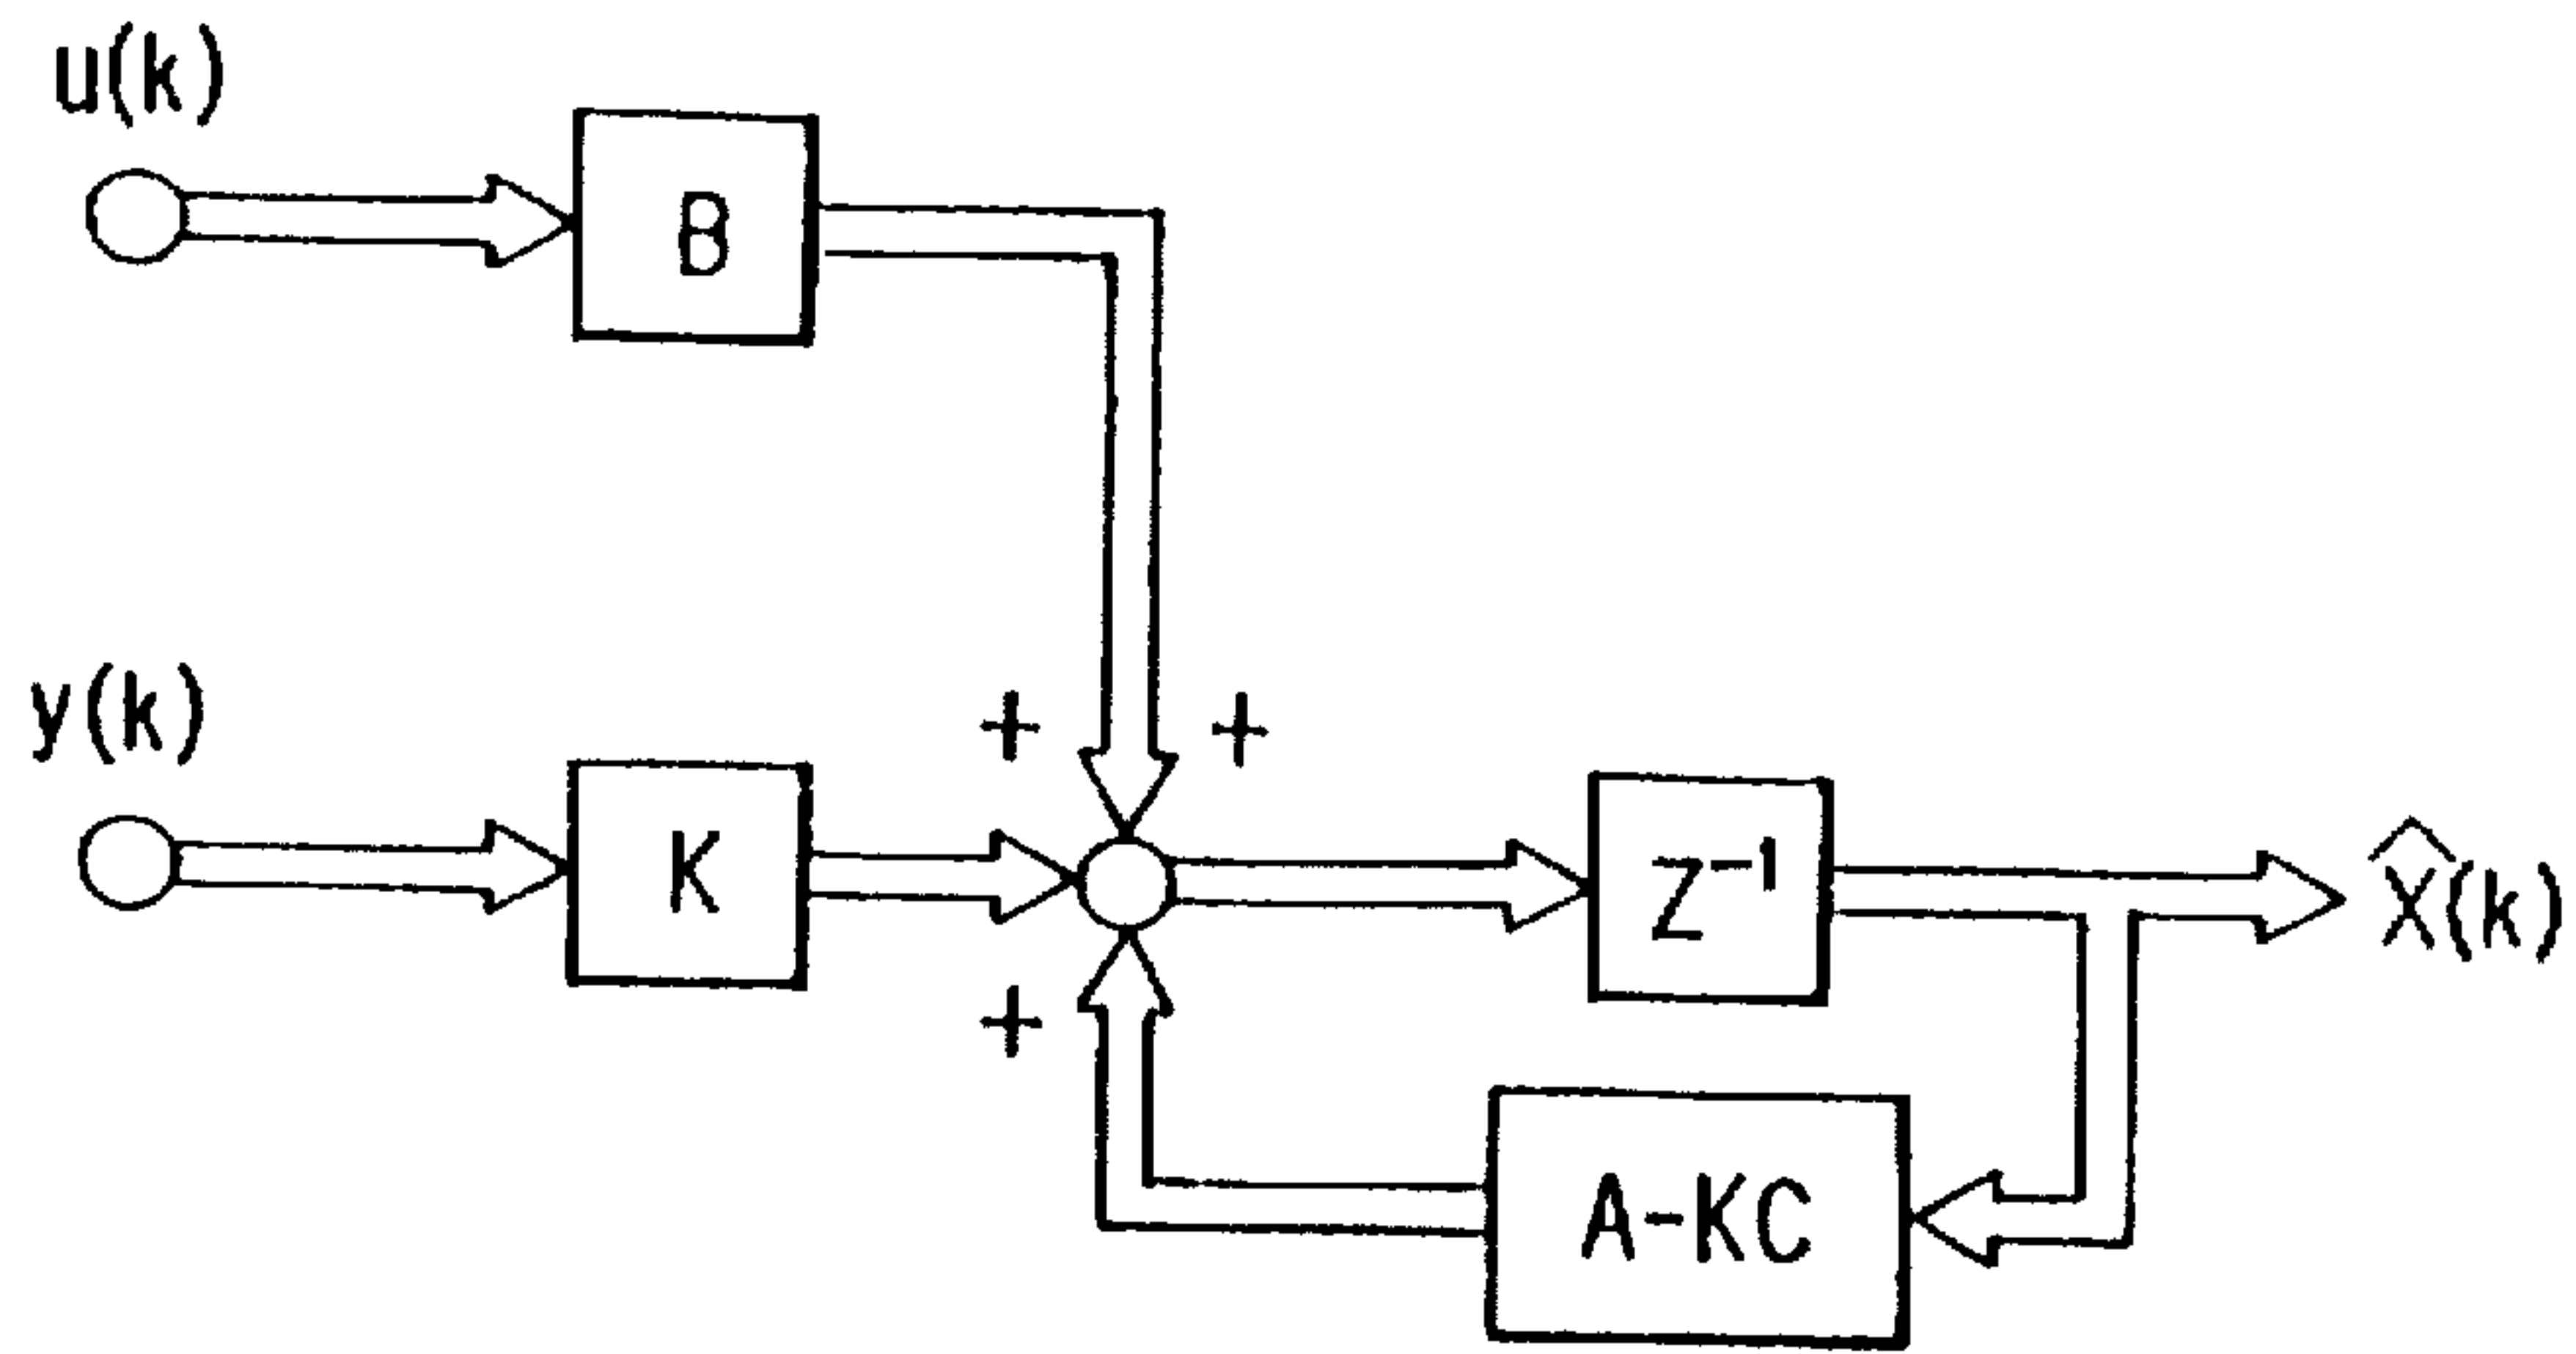 u(k)
B
y(k)
+ +
K
Z⁻¹
x̂(k)
+
A-KC